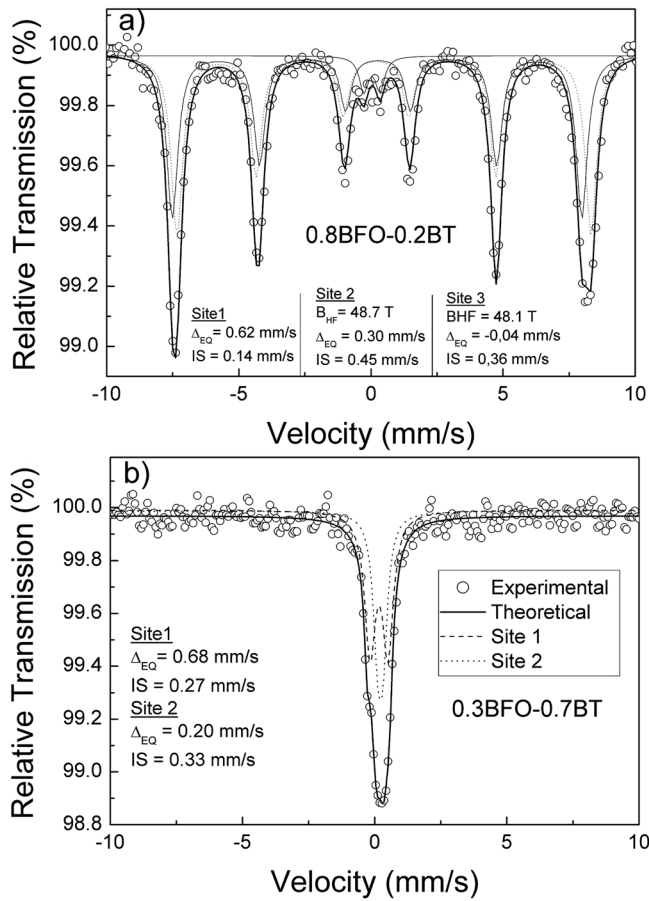 a)
Relative Transmission (%)
100.0
99.8
99.6
99.4
99.2
99.0
0.8BFO-0.2BT
Site1
Δ_EQ = 0.62 mm/s
IS = 0.14 mm/s
Site 2
B_HF = 48.7 T
Δ_EQ = 0.30 mm/s
IS = 0.45 mm/s
Site 3
BHF = 48.1 T
Δ_EQ = -0,04 mm/s
IS = 0,36 mm/s
-10 -5 0 5 10
Velocity (mm/s)
b)
Relative Transmission (%)
100.0
99.8
99.6
99.4
99.2
99.0
98.8
Experimental
Theoretical
Site 1
Site 2
Site1
Δ_EQ = 0.68 mm/s
IS = 0.27 mm/s
Site 2
Δ_EQ = 0.20 mm/s
IS = 0.33 mm/s
0.3BFO-0.7BT
-10 -5 0 5 10
Velocity (mm/s)